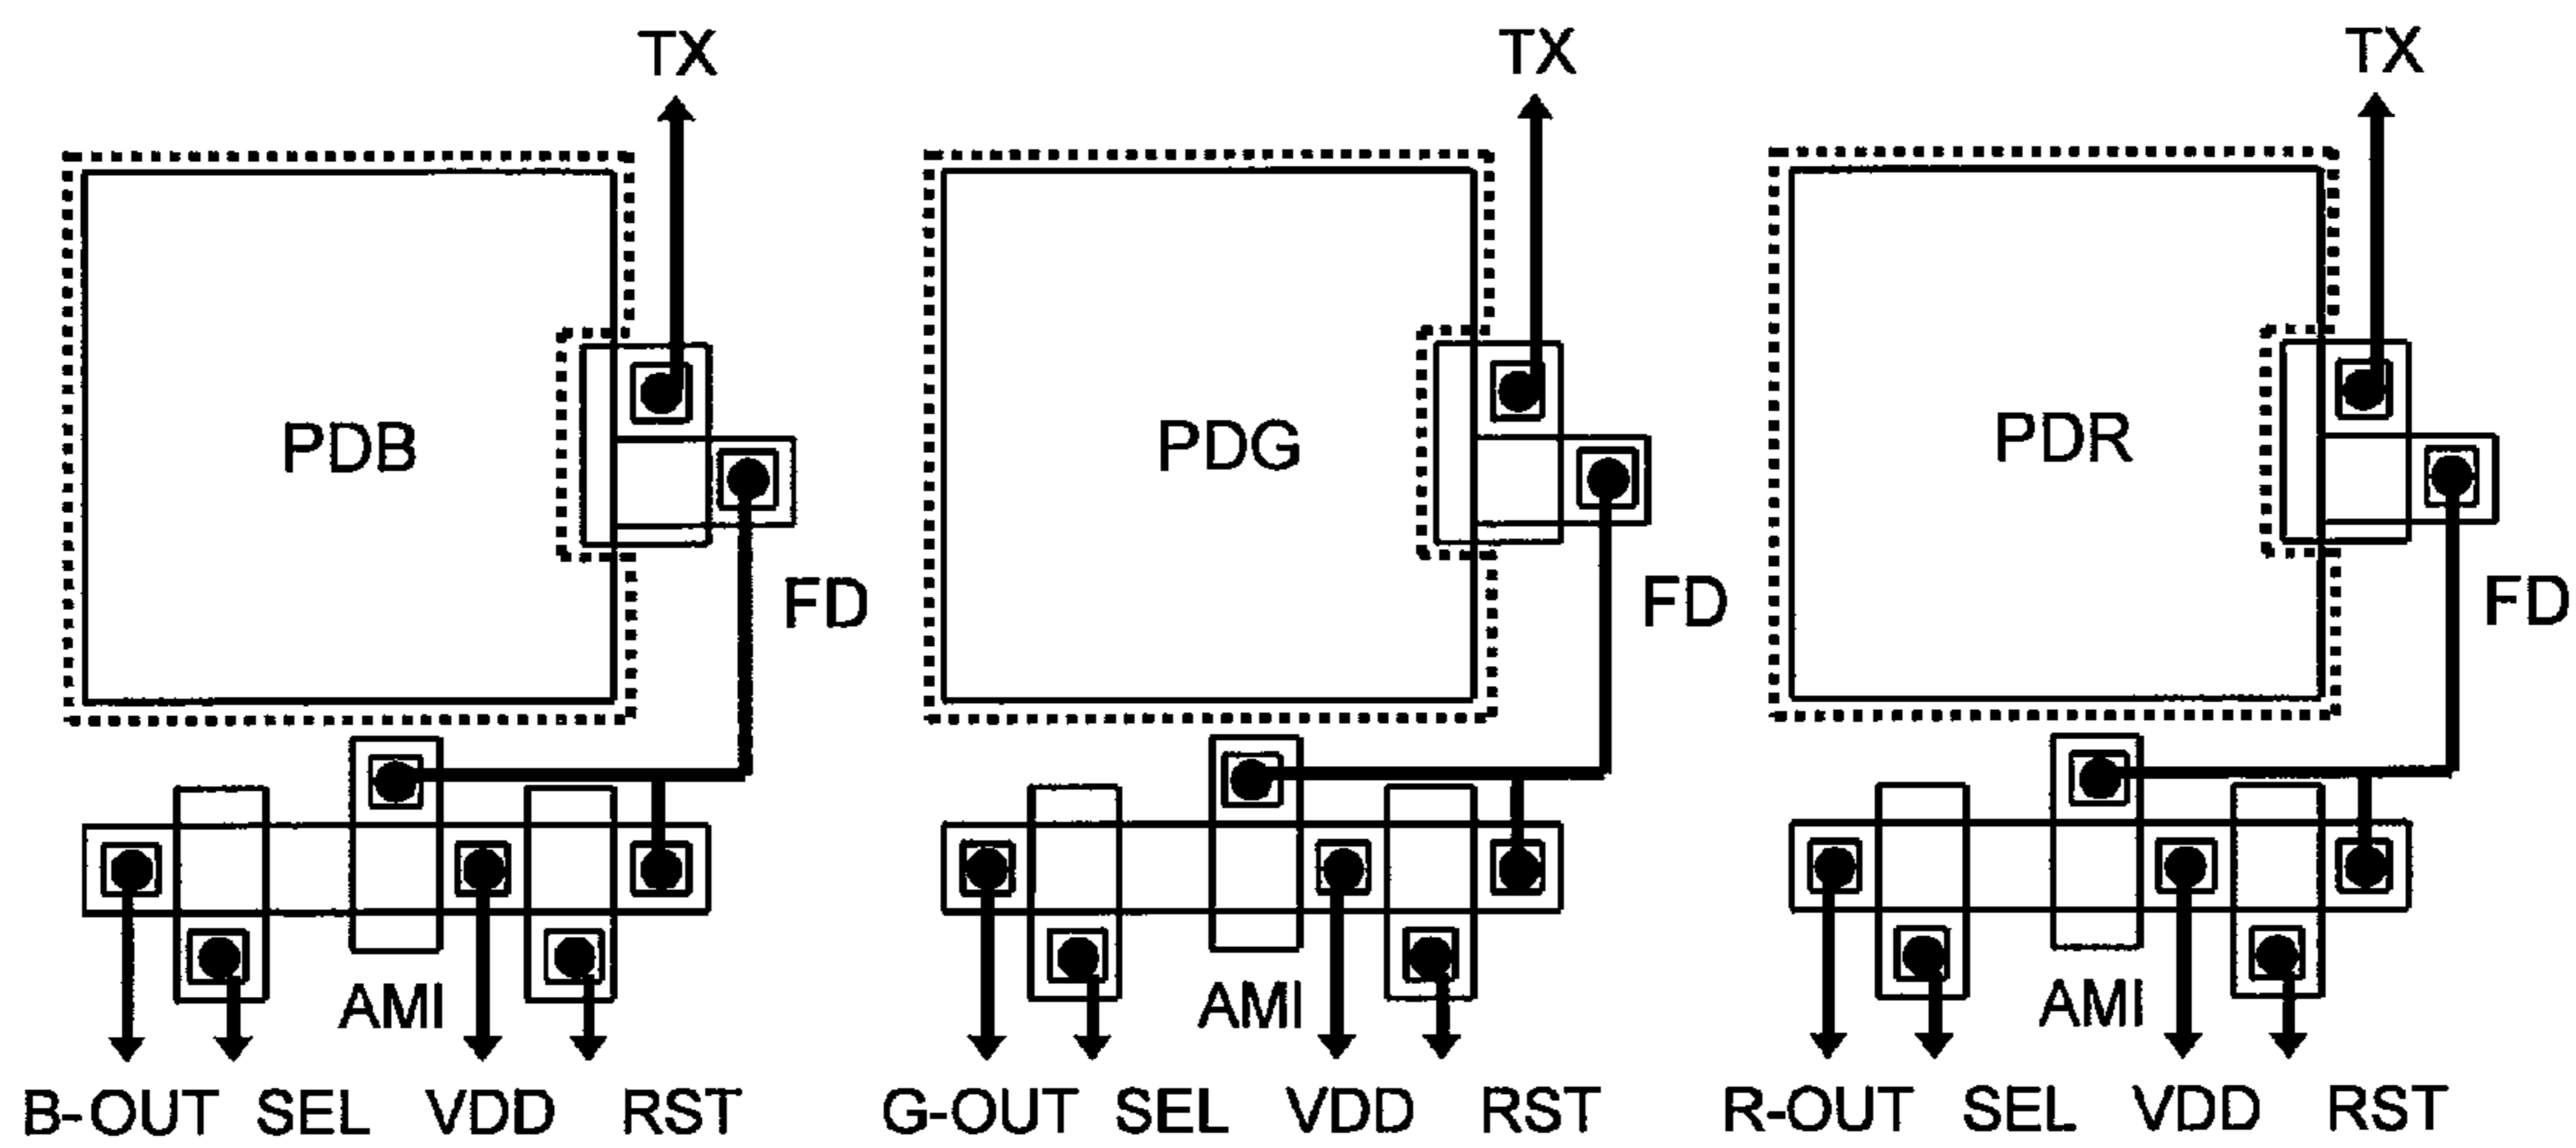 TX TX TX
PDB PDG PDR
FD FD FD
AMI AMI AMI
B-OUT SEL VDD RST G-OUT SEL VDD RST R-OUT SEL VDD RST